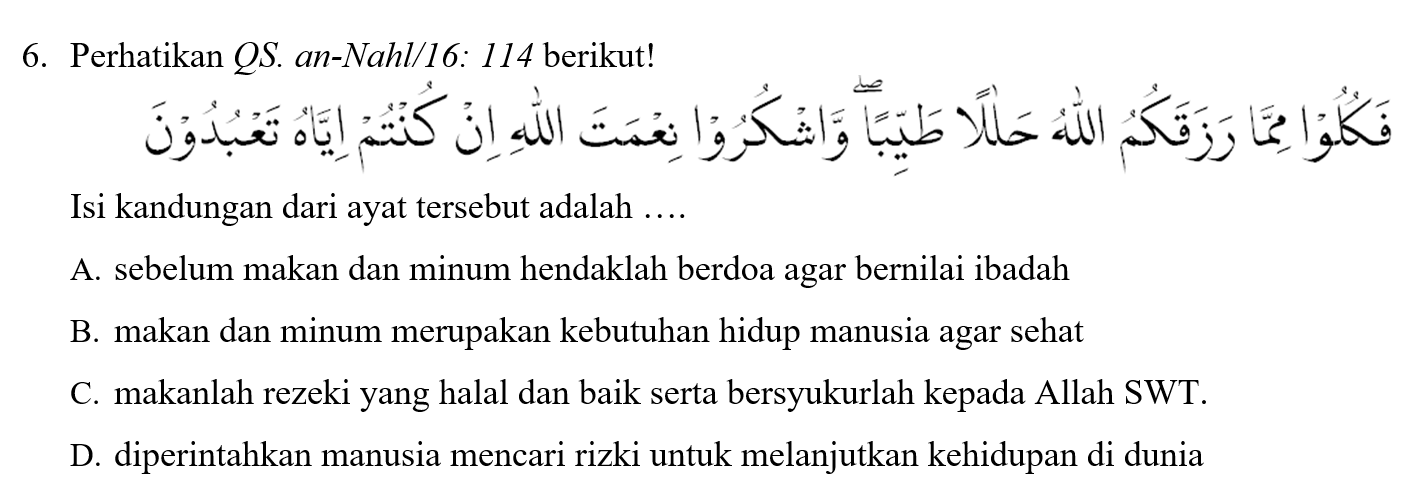 6. Perhatikan QS. an-Nahl/16: 114 berikut!
فَكُلُوْا مِمَّا رَزَقَكُمُ اللّٰهُ حَلٰلًا طَيِّبًاۖ وَّاشْكُرُوْا نِعْمَتَ اللّٰهِ اِنْ كُنْتُمْ اِيَّاهُ تَعْبُدُوْنَ
Isi kandungan dari ayat tersebut adalah ….
A. sebelum makan dan minum hendaklah berdoa agar bernilai ibadah
B. makan dan minum merupakan kebutuhan hidup manusia agar sehat
C. makanlah rezeki yang halal dan baik serta bersyukurlah kepada Allah SWT.
D. diperintahkan manusia mencari rizki untuk melanjutkan kehidupan di dunia